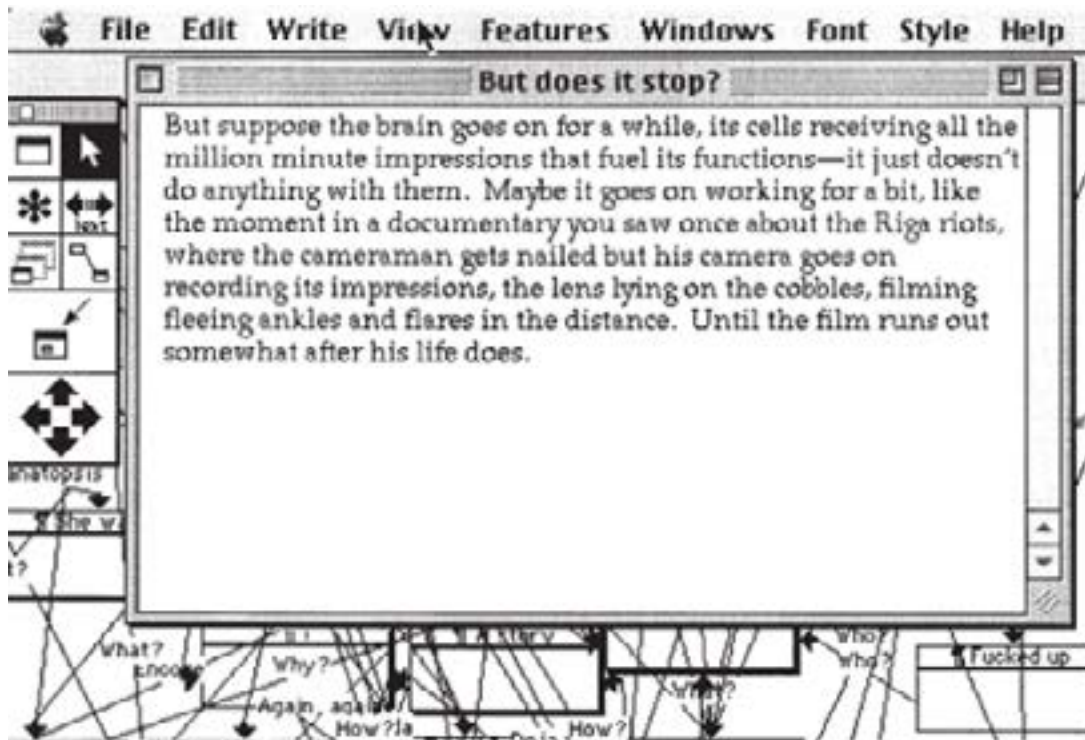 File Edit Write View Features Windows Font Style Help
But does it stop?
But suppose the brain goes on for a while, its cells receiving all the
million minute impressions that fuel its functions—it just doesn't
do anything with them. Maybe it goes on working for a bit, like
the moment in a documentary you saw once about the Riga riots,
where the cameraman gets nailed but his camera goes on
recording its impressions, the lens lying on the cobbles, filming
fleeing ankles and flares in the distance. Until the film runs out
somewhat after his life does.
anatopsis
She
What?
Why?
Again, again
How?
story
How?
What?
Who?
Who?
Fucked up